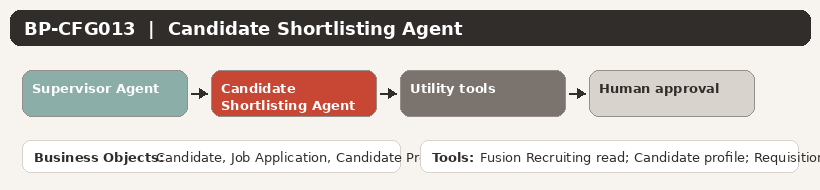 BP-CFG013 | Candidate Shortlisting Agent
Supervisor Agent
Candidate
Shortlisting Agent
Utility tools
Human approval
Business Objects: Candidate, Job Application, Candidate Pr
Tools: Fusion Recruiting read; Candidate profile; Requisition